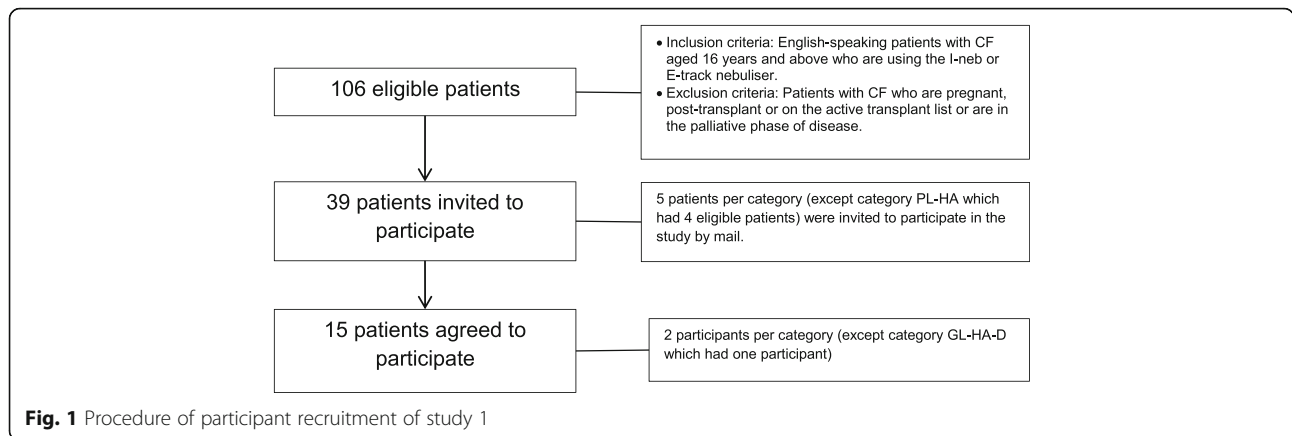 106 eligible patients
• Inclusion criteria: English-speaking patients with CF
aged 16 years and above who are using the I-neb or
E-track nebuliser.
• Exclusion criteria: Patients with CF who are pregnant,
post-transplant or on the active transplant list or are in
the palliative phase of disease.
39 patients invited to
participate
5 patients per category (except category PL-HA which
had 4 eligible patients) were invited to participate in the
study by mail.
15 patients agreed to
participate
2 participants per category (except category GL-HA-D
which had one participant)
Fig. 1 Procedure of participant recruitment of study 1